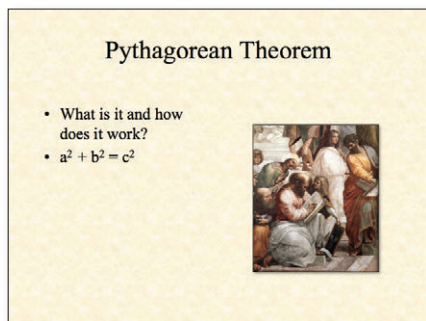 Pythagorean Theorem
• What is it and how
does it work?
• a² + b² = c²